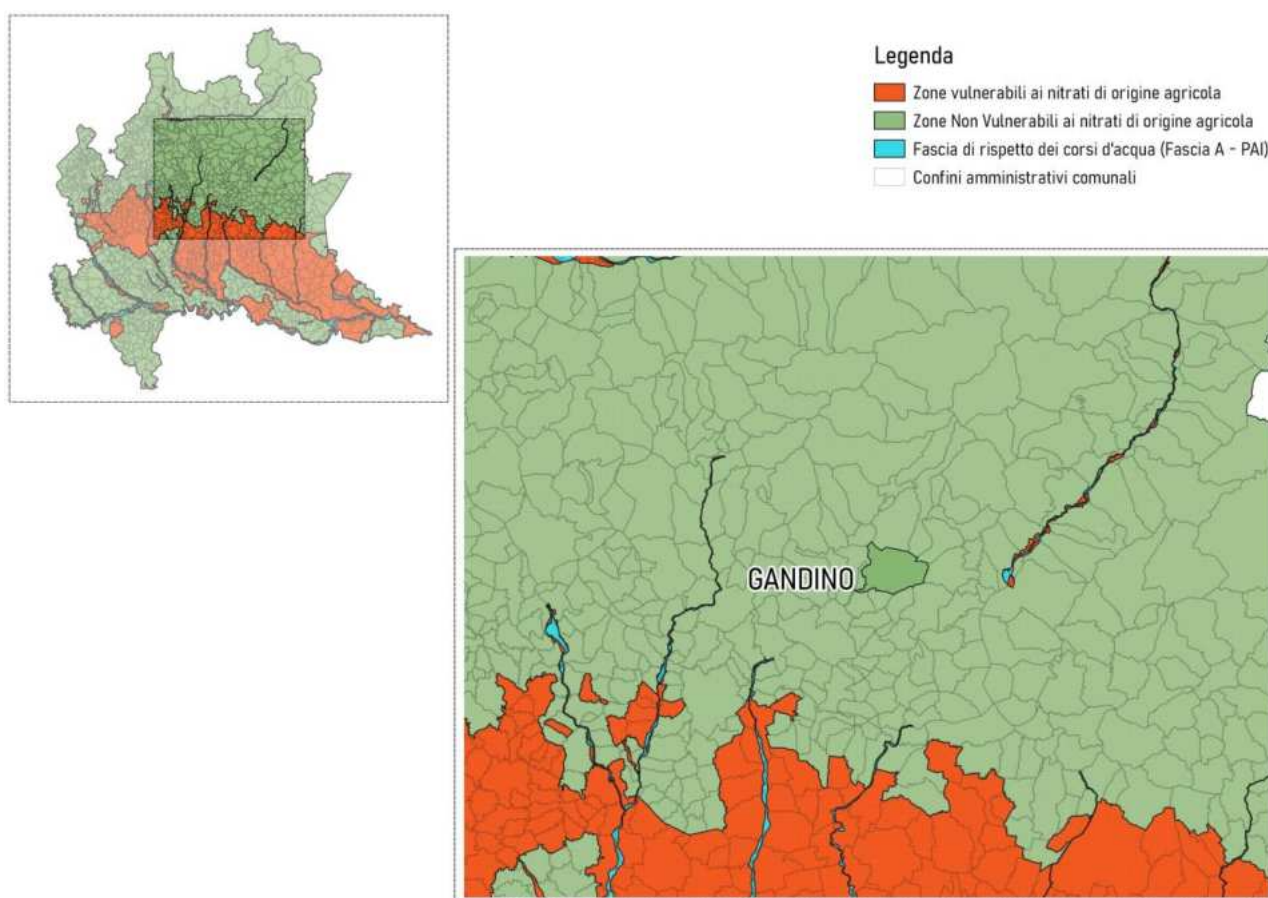 Legenda
Zone vulnerabili ai nitrati di origine agricola
Zone Non Vulnerabili ai nitrati di origine agricola
Fascia di rispetto dei corsi d'acqua (Fascia A - PAI)
Confini amministrativi comunali
GANDINO